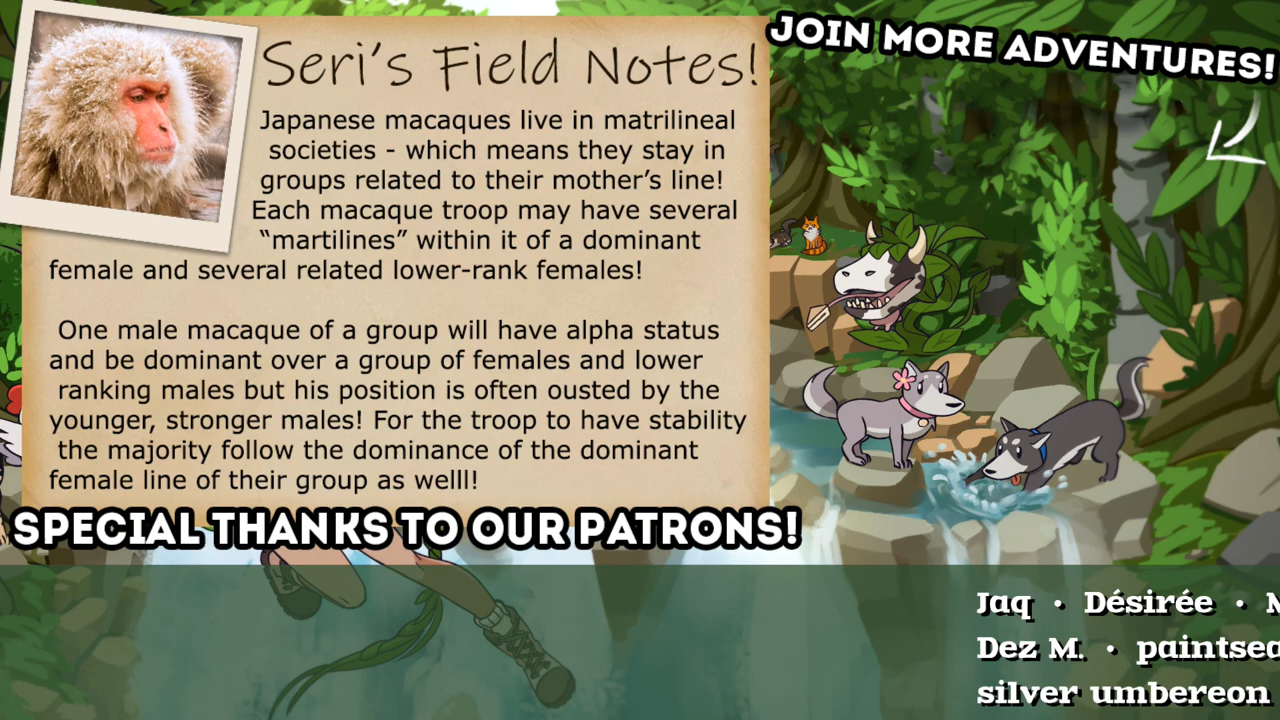 Seri's Field Notes!
Japanese macaques live in matrilineal
societies - which means they stay in
groups related to their mother's line!
Each macaque troop may have several
“martilines” within it of a dominant
female and several related lower-rank females!
One male macaque of a group will have alpha status
and be dominant over a group of females and lower
ranking males but his position is often ousted by the
younger, stronger males! For the troop to have stability
the majority follow the dominance of the dominant
female line of their group as welll!
JOIN MORE ADVENTURES!
SPECIAL THANKS TO OUR PATRONS!
Jaq • Désirée •
Dez M. •
silver umbereon